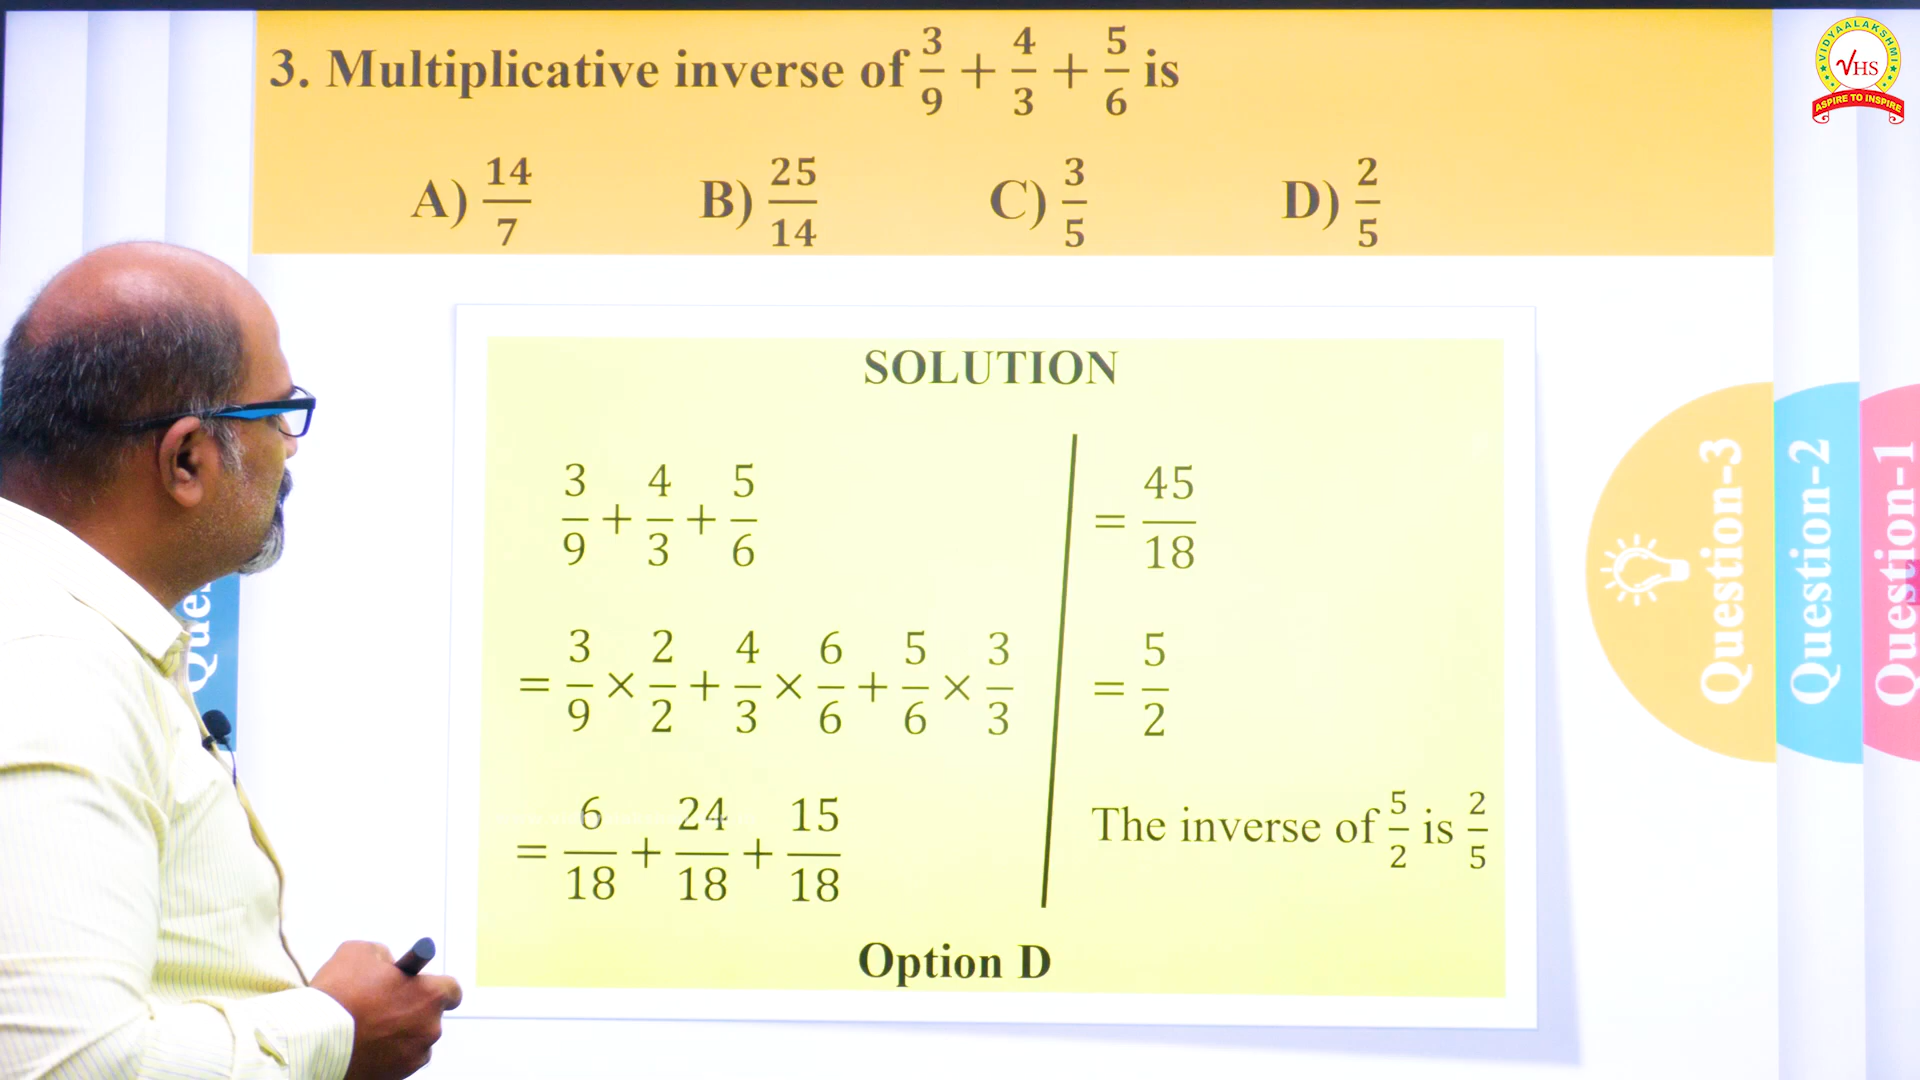 3. Multiplicative inverse of 3/9 + 4/3 + 5/6 is
A) 14/7 B) 25/14 C) 3/5 D) 2/5
SOLUTION
3/9 + 4/3 + 5/6
= 3/9 × 2/2 + 4/3 × 6/6 + 5/6 × 3/3
= 6/18 + 24/18 + 15/18
= 45/18
= 5/2
The inverse of 5/2 is 2/5
Option D
Question-3
Question-2
Question-1
Que
VIDYAALAKSHMI
VHS
ASPIRE TO INSPIRE